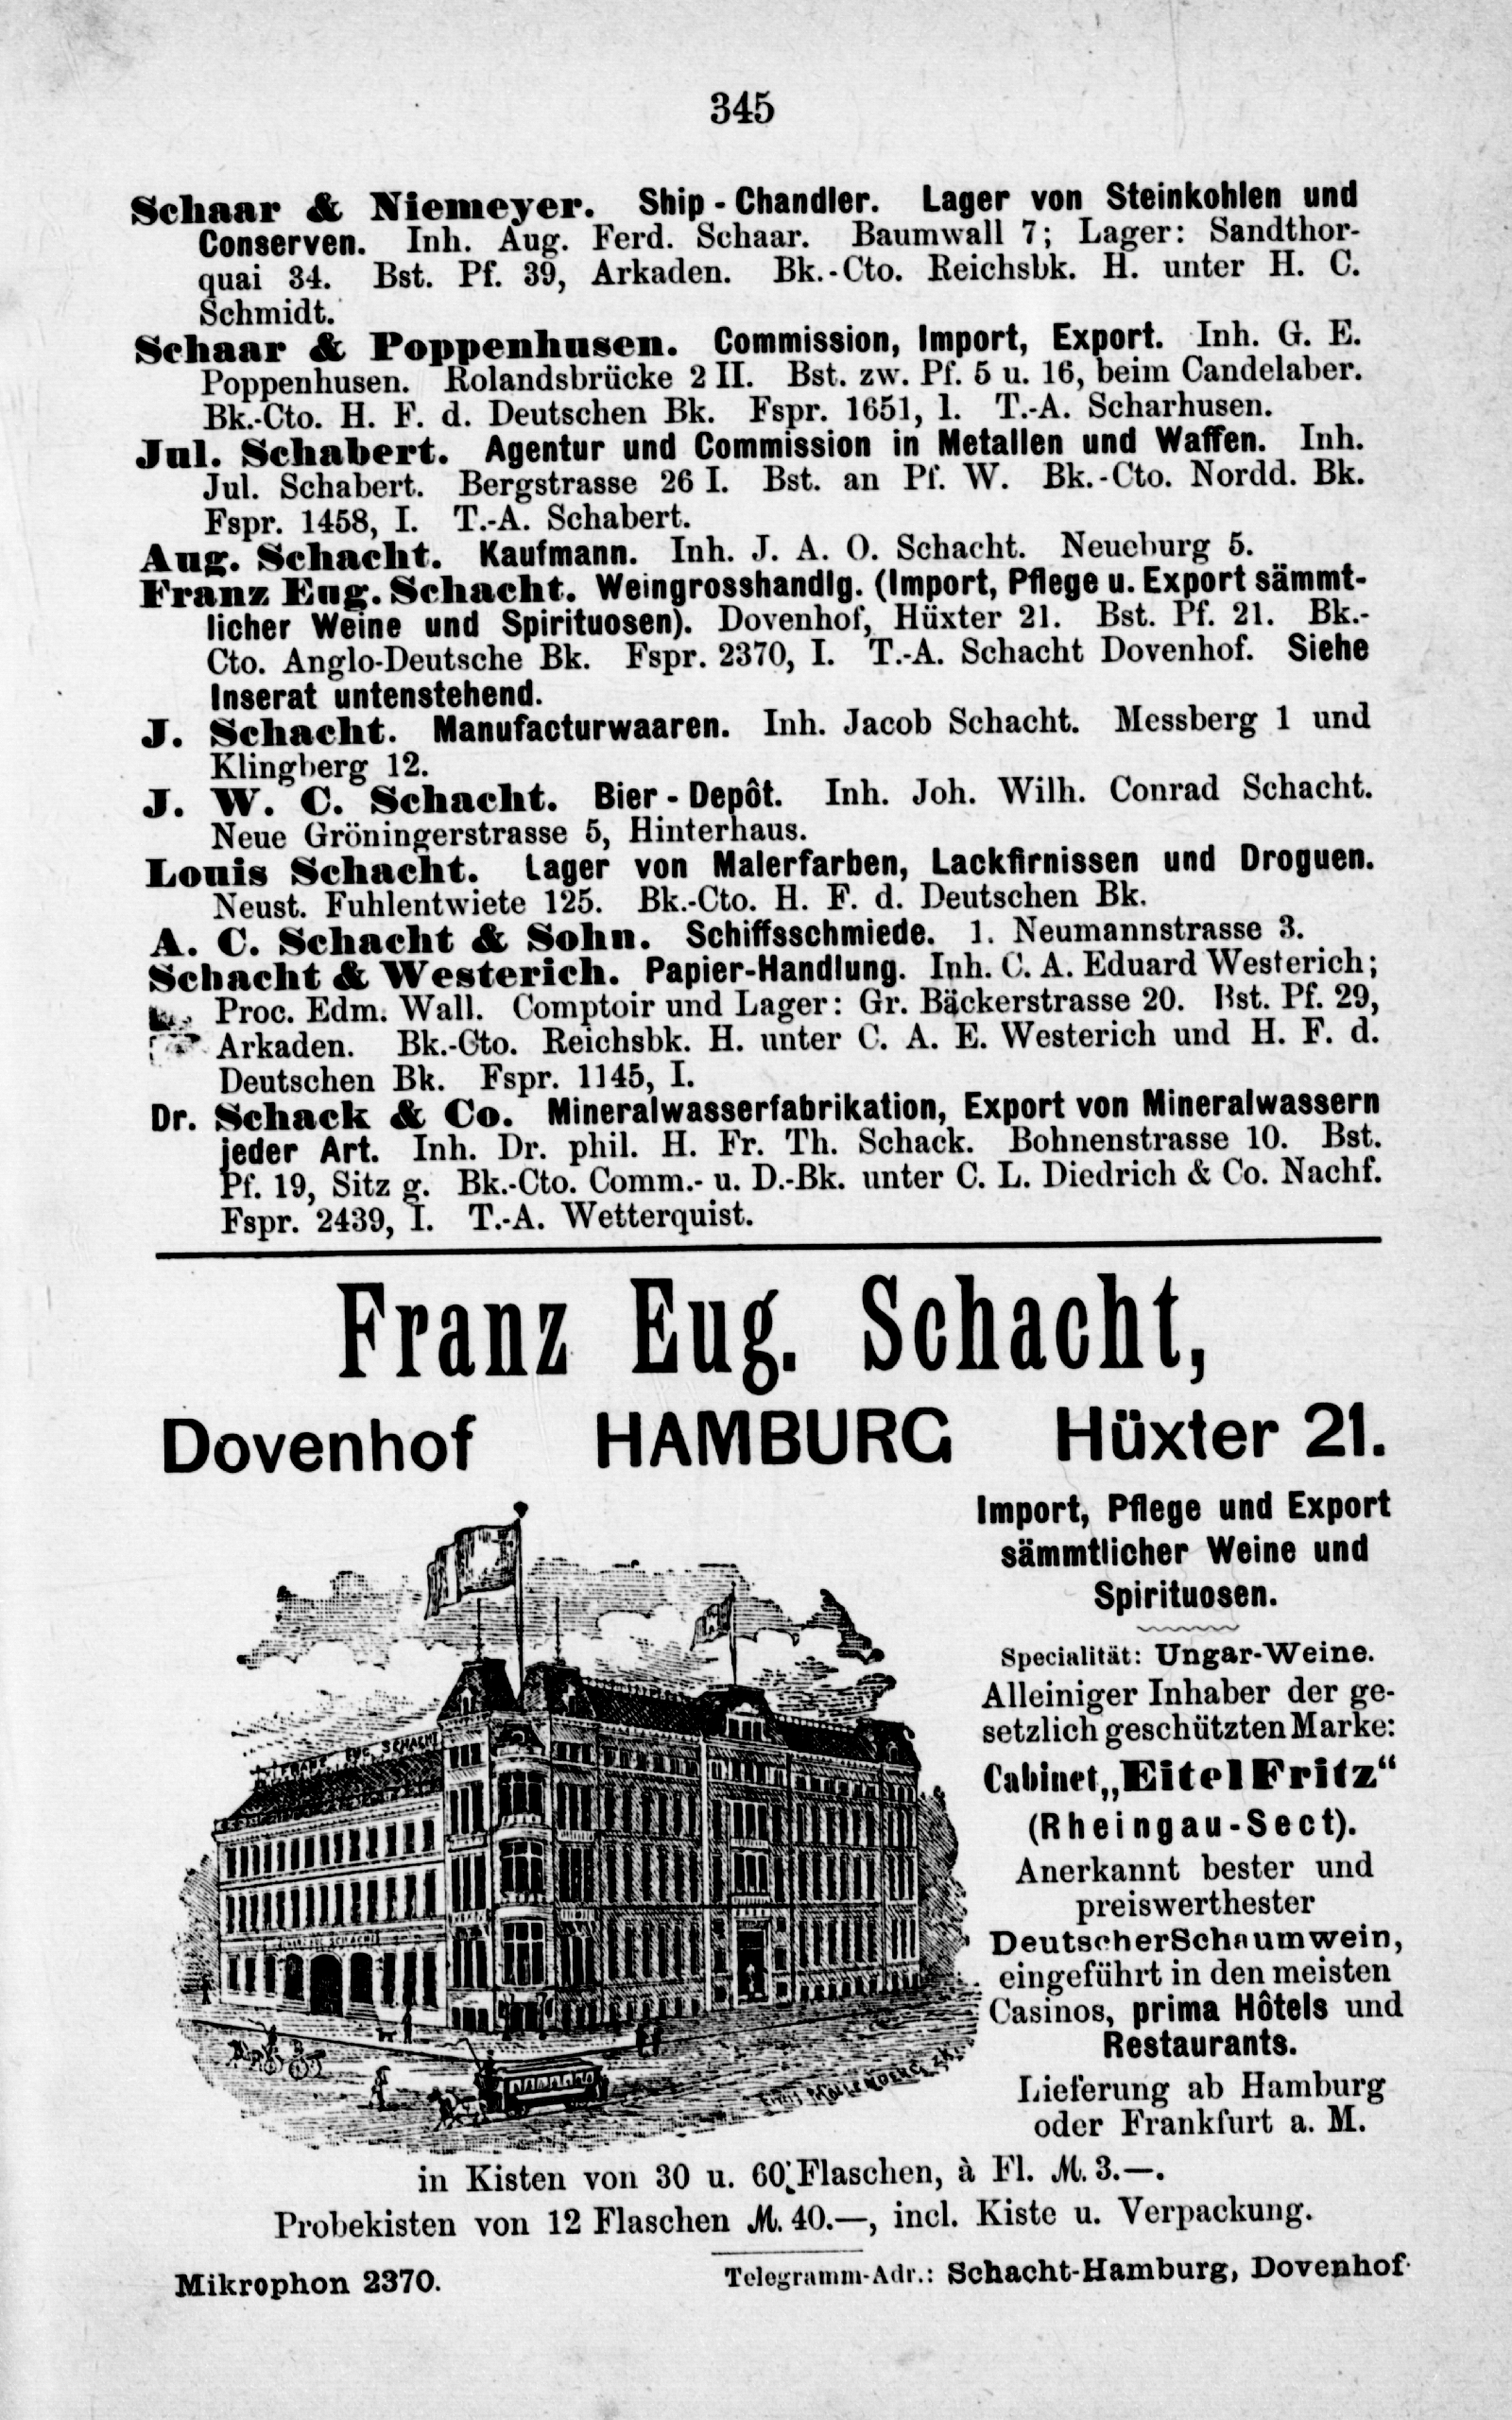 345
Schaar & Niemeyer. Ship-Chandler. Lager von Steinkohlen und
Conserven. Inh. Aug. Ferd. Schaar. Baumwall 7; Lager: Sandthor-
quai 34. Bst. Pf. 39, Arkaden. Bk.-Cto. Reichsbk. H. unter H. C.
Schmidt.
Schaar & Poppenhusen. Commission, Import, Export. Inh. G. E.
Poppenhusen. Rolandsbrücke 2 II. Bst. zw. Pf. 5 u. 16, beim Candelaber.
Bk.-Cto. H. F. d. Deutschen Bk. Fspr. 1651, I. T.-A. Scharhusen.
Jul. Schabert. Agentur und Commission in Metallen und Waffen. Inh.
Jul. Schabert. Bergstrasse 26 I. Bst. an Pf. W. Bk.-Cto. Nordd. Bk.
Fspr. 1458, I. T.-A. Schabert.
Aug. Schacht. Kaufmann. Inh. J. A. O. Schacht. Neueburg 5.
Franz Eug. Schacht. Weingrosshandlg. (Import, Pflege u. Export sämmt-
licher Weine und Spirituosen). Dovenhof, Hüxter 21. Bst. Pf. 21. Bk.-
Cto. Anglo-Deutsche Bk. Fspr. 2370, I. T.-A. Schacht Dovenhof. Siehe
Inserat untenstehend.
J. Schacht. Manufacturwaaren. Inh. Jacob Schacht. Messberg 1 und
Klingberg 12.
J. W. C. Schacht. Bier-Depôt. Inh. Joh. Wilh. Conrad Schacht.
Neue Gröningerstrasse 5, Hinterhaus.
Louis Schacht. Lager von Malerfarben, Lackfirnissen und Droguen.
Neust. Fuhlentwiete 125. Bk.-Cto. H. F. d. Deutschen Bk.
A. C. Schacht & Sohn. Schiffsschmiede. 1. Neumannstrasse 3.
Schacht & Westerich. Papier-Handlung. Inh. C. A. Eduard Westerich;
Proc. Edm. Wall. Comptoir und Lager: Gr. Bäckerstrasse 20. Bst. Pf. 29,
Arkaden. Bk.-Cto. Reichsbk. H. unter C. A. E. Westerich und H. F. d.
Deutschen Bk. Fspr. 1145, I.
Dr. Schack & Co. Mineralwasserfabrikation, Export von Mineralwassern
jeder Art. Inh. Dr. phil. H. Fr. Th. Schack. Bohnenstrasse 10. Bst.
Pf. 19, Sitz g. Bk.-Cto. Comm.- u. D.-Bk. unter C. L. Diedrich & Co. Nachf.
Fspr. 2439, I. T.-A. Wetterquist.
Franz Eug. Schacht,
Dovenhof HAMBURG Hüxter 21.
Import, Pflege und Export
sämmtlicher Weine und
Spirituosen.
Specialität: Ungar-Weine.
Alleiniger Inhaber der ge-
setzlich geschützten Marke:
Cabinet „Eitel Fritz“
(Rheingau-Sect).
Anerkannt bester und
preiswerthester
Deutscher Schaumwein,
eingeführt in den meisten
Casinos, prima Hôtels und
Restaurants.
Lieferung ab Hamburg
oder Frankfurt a. M.
FRANZ EUG. SCHACHT
in Kisten von 30 u. 60 Flaschen, à Fl. M. 3.—.
Probekisten von 12 Flaschen M. 40.—, incl. Kiste u. Verpackung.
Mikrophon 2370.
Telegramm-Adr.: Schacht-Hamburg, Dovenhof